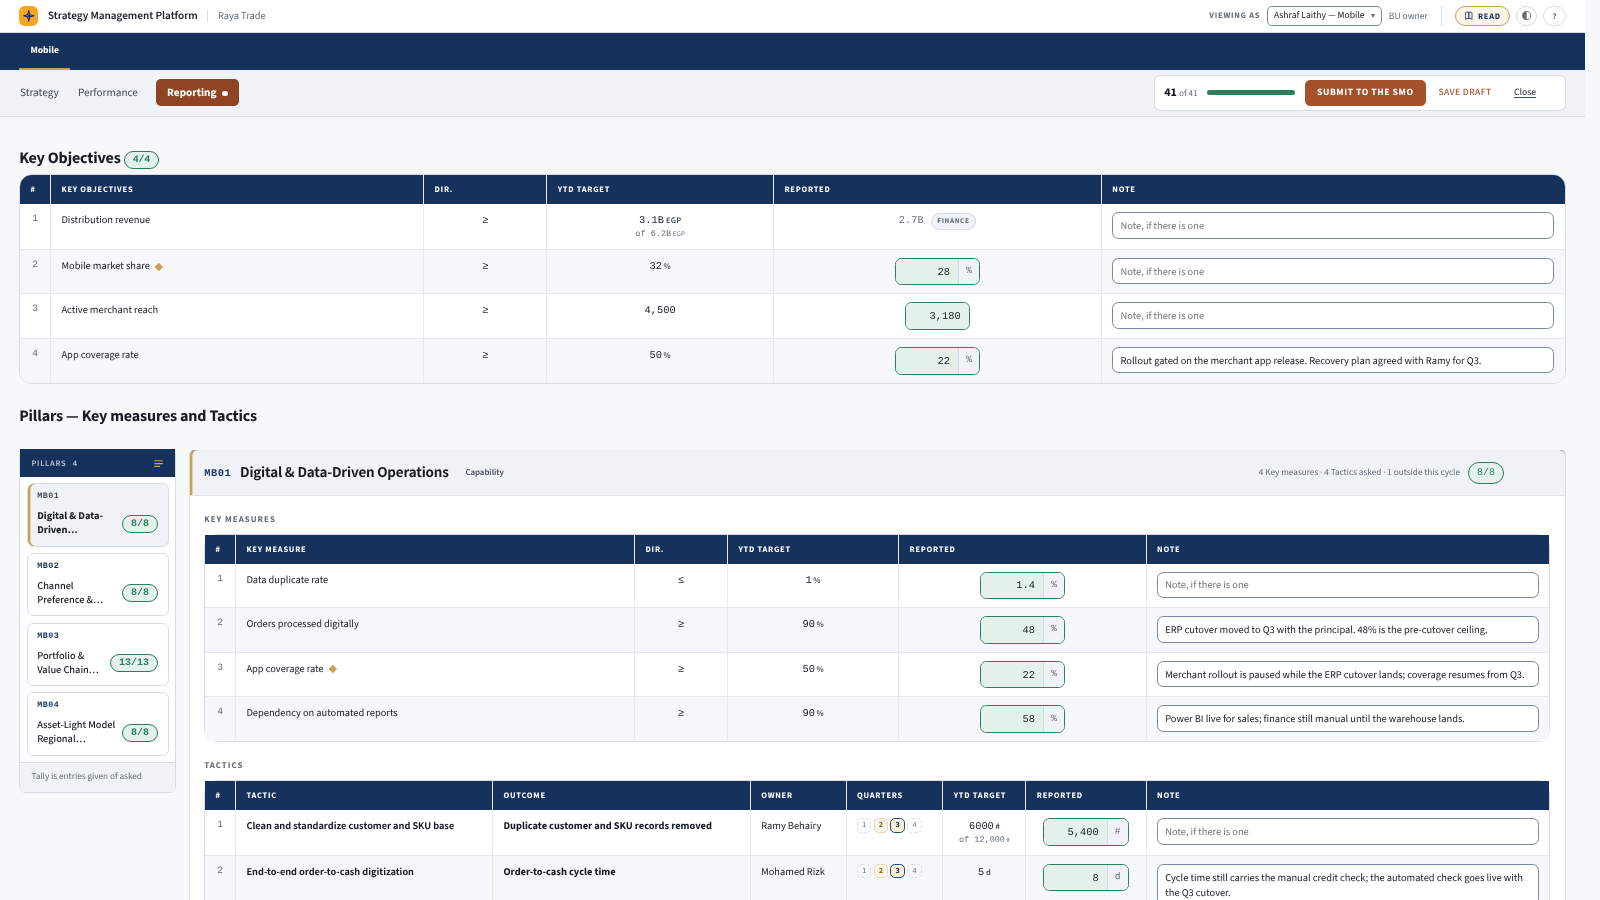 Strategy Management Platform
Raya Trade
VIEWING AS
Ashraf Laithy — Mobile
BU owner
READ
?
Mobile
Strategy
Performance
Reporting
41 of 41
SUBMIT TO THE SMO
SAVE DRAFT
Close
Key Objectives 4/4
# KEY OBJECTIVES DIR. YTD TARGET REPORTED NOTE
1 Distribution revenue ≥ 3.1B EGP 2.7B FINANCE Note, if there is one
of 6.2B EGP
2 Mobile market share ≥ 32 % 28 % Note, if there is one
3 Active merchant reach ≥ 4,500 3,180 Note, if there is one
4 App coverage rate ≥ 50 % 22 % Rollout gated on the merchant app release. Recovery plan agreed with Ramy for Q3.
Pillars — Key measures and Tactics
PILLARS 4
MB01
Digital & Data-
Driven...
8/8
MB02
Channel
Preference &...
8/8
MB03
Portfolio &
Value Chain...
13/13
MB04
Asset-Light Model
Regional...
8/8
Tally is entries given of asked
MB01 Digital & Data-Driven Operations Capability
4 Key measures · 4 Tactics asked · 1 outside this cycle 8/8
KEY MEASURES
# KEY MEASURE DIR. YTD TARGET REPORTED NOTE
1 Data duplicate rate ≤ 1 % 1.4 % Note, if there is one
2 Orders processed digitally ≥ 90 % 48 % ERP cutover moved to Q3 with the principal. 48% is the pre-cutover ceiling.
3 App coverage rate ≥ 50 % 22 % Merchant rollout is paused while the ERP cutover lands; coverage resumes from Q3.
4 Dependency on automated reports ≥ 90 % 58 % Power BI live for sales; finance still manual until the warehouse lands.
TACTICS
# TACTIC OUTCOME OWNER QUARTERS YTD TARGET REPORTED NOTE
1 Clean and standardize customer and SKU base Duplicate customer and SKU records removed Ramy Behairy 1 2 3 4 6000 # 5,400 # Note, if there is one
of 12,000 #
2 End-to-end order-to-cash digitization Order-to-cash cycle time Mohamed Rizk 1 2 3 4 5 d 8 d Cycle time still carries the manual credit check; the automated check goes live with
the Q3 cutover.